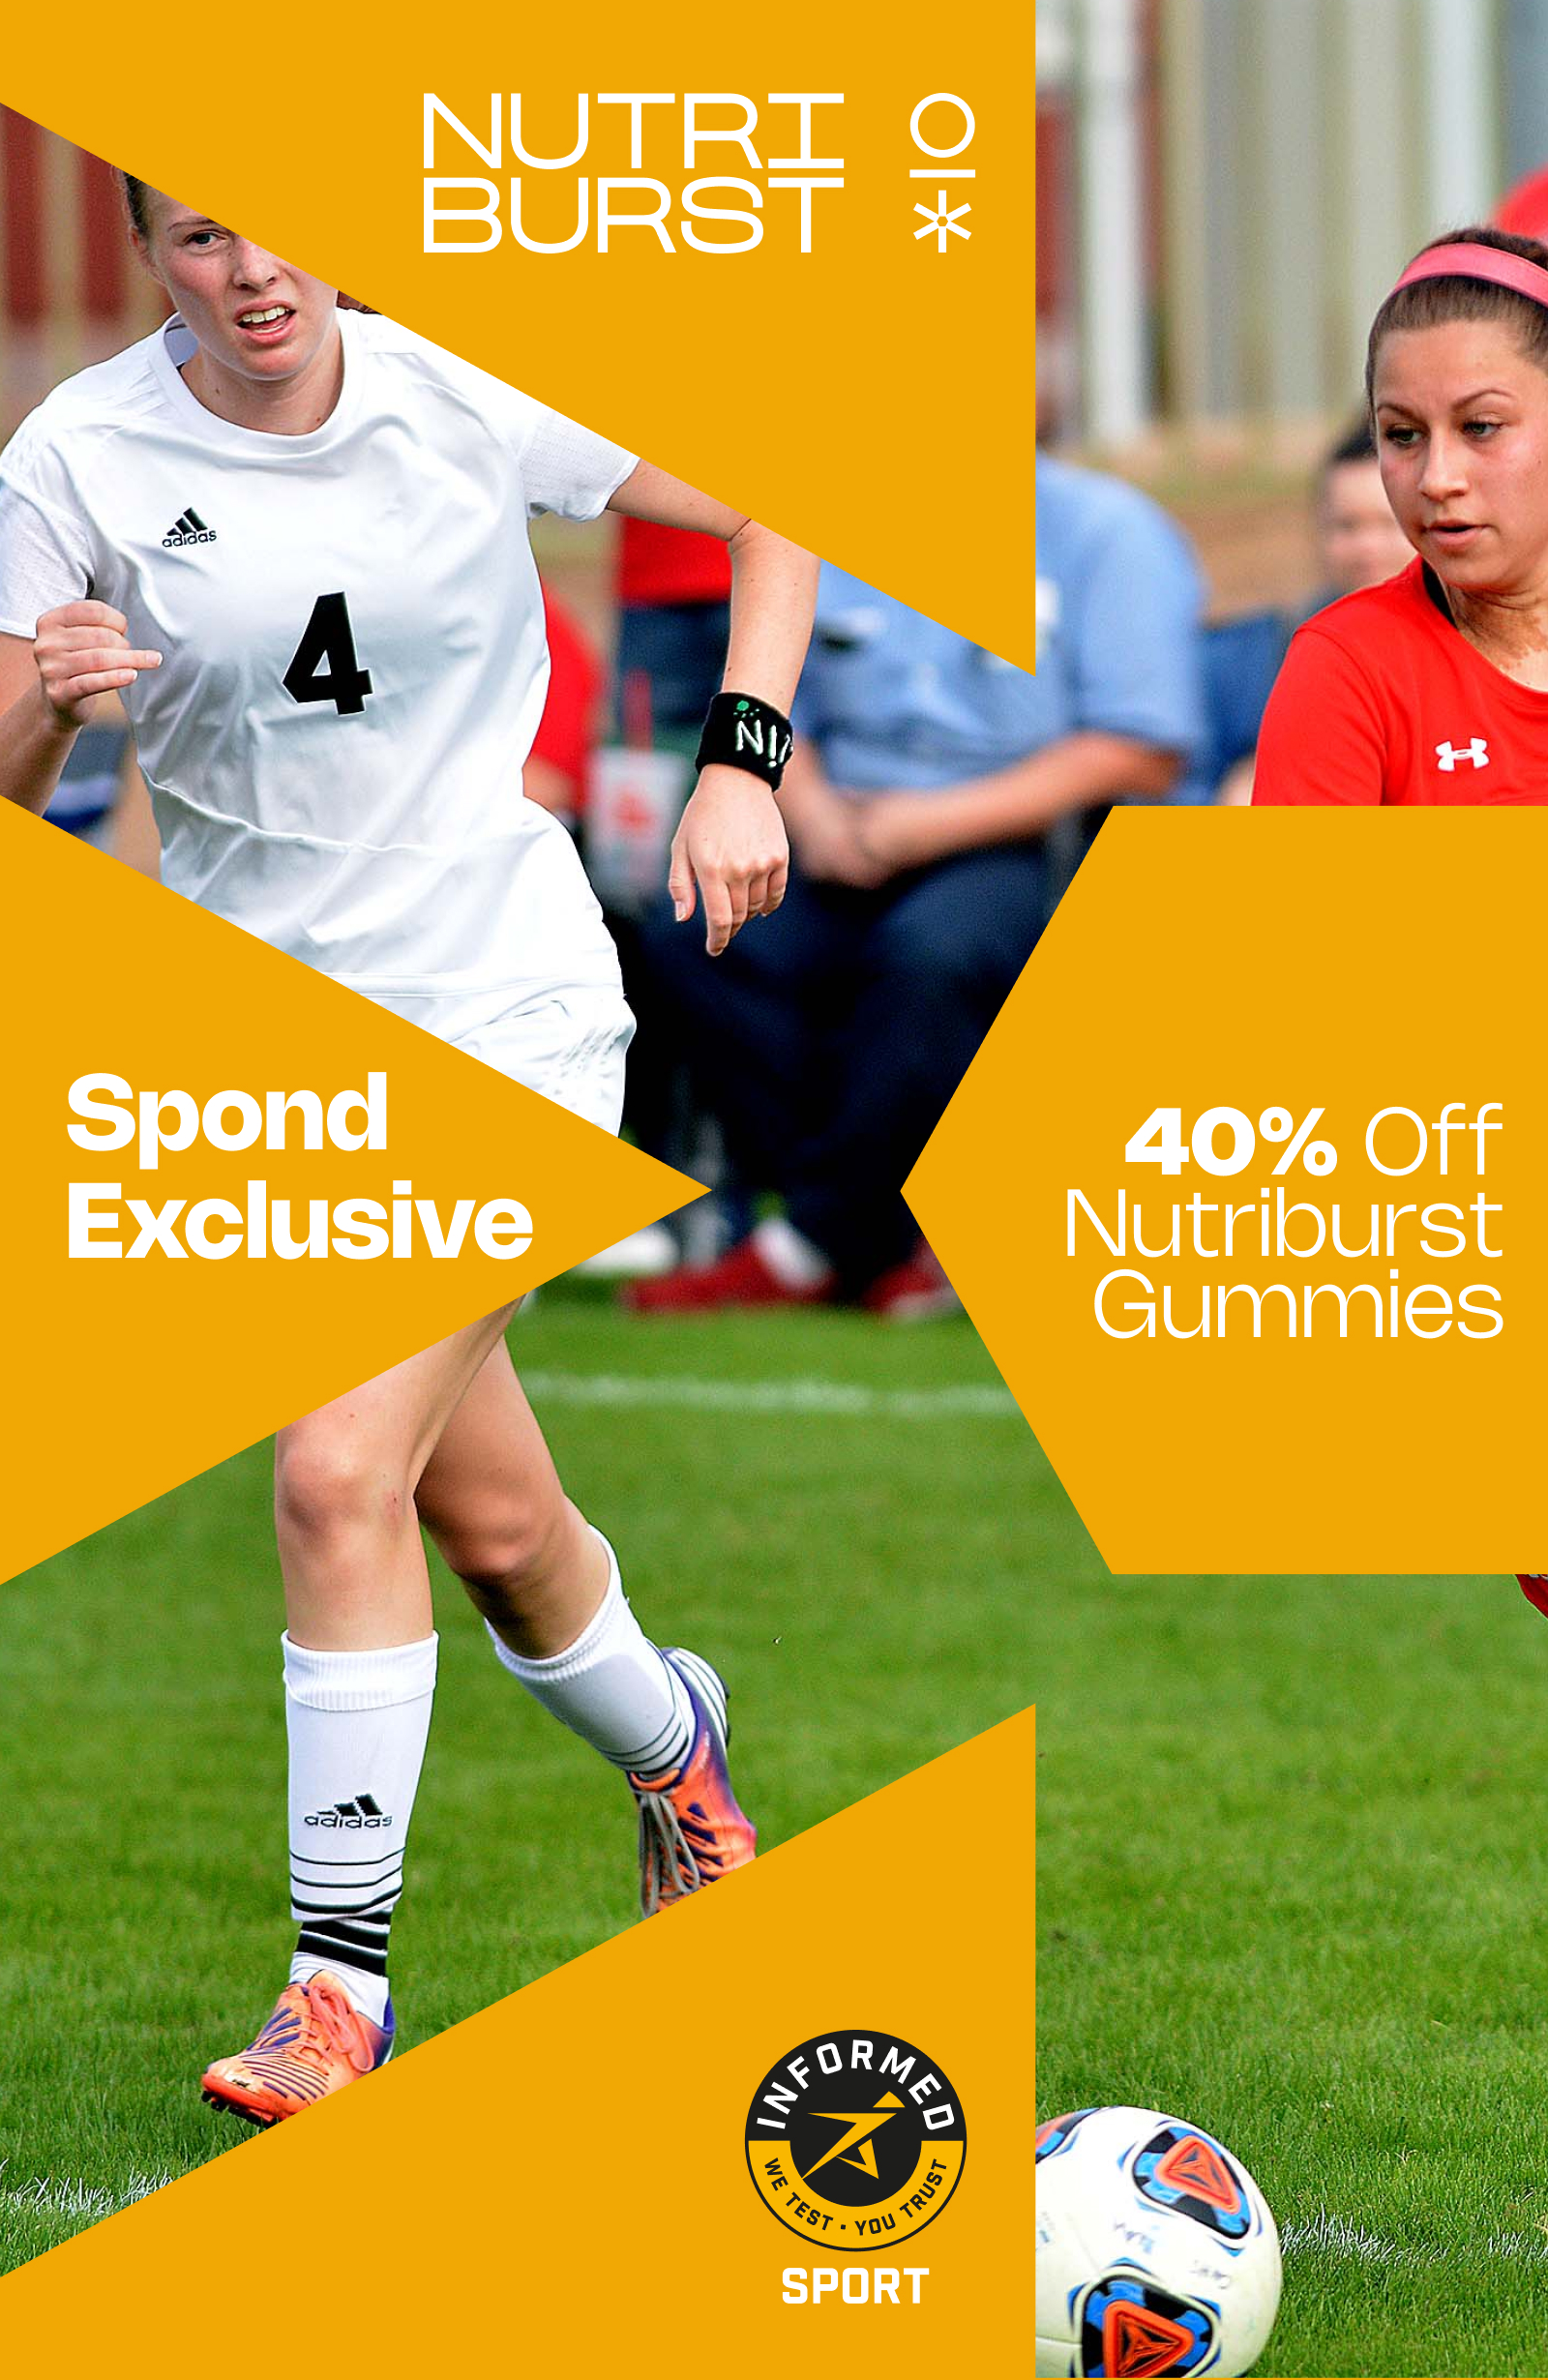 NUTRI
BURST
adidas
4
Spond
Exclusive
40% Off
Nutriburst
Gummies
adidas
INFORMED
WE TEST · YOU TRUST
SPORT